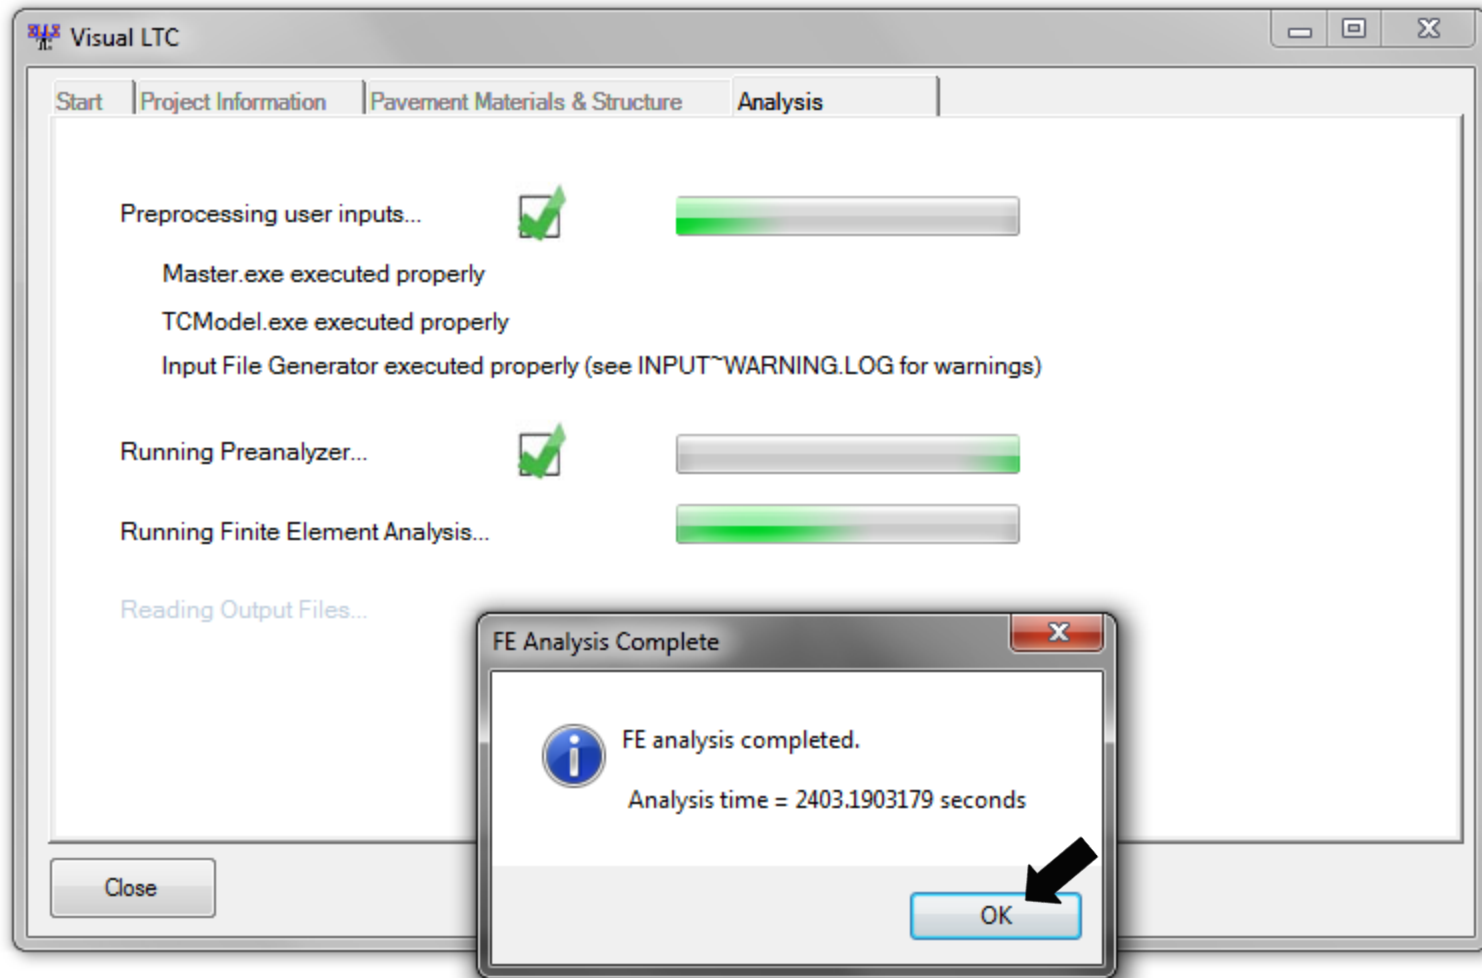 Visual LTC
Start Project Information Pavement Materials & Structure Analysis
Preprocessing user inputs...
Master.exe executed properly
TCModel.exe executed properly
Input File Generator executed properly (see INPUT~WARNING.LOG for warnings)
Running Preanalyzer...
Running Finite Element Analysis...
Reading Output Files...
FE Analysis Complete
FE analysis completed.
Analysis time = 2403.1903179 seconds
Close
OK